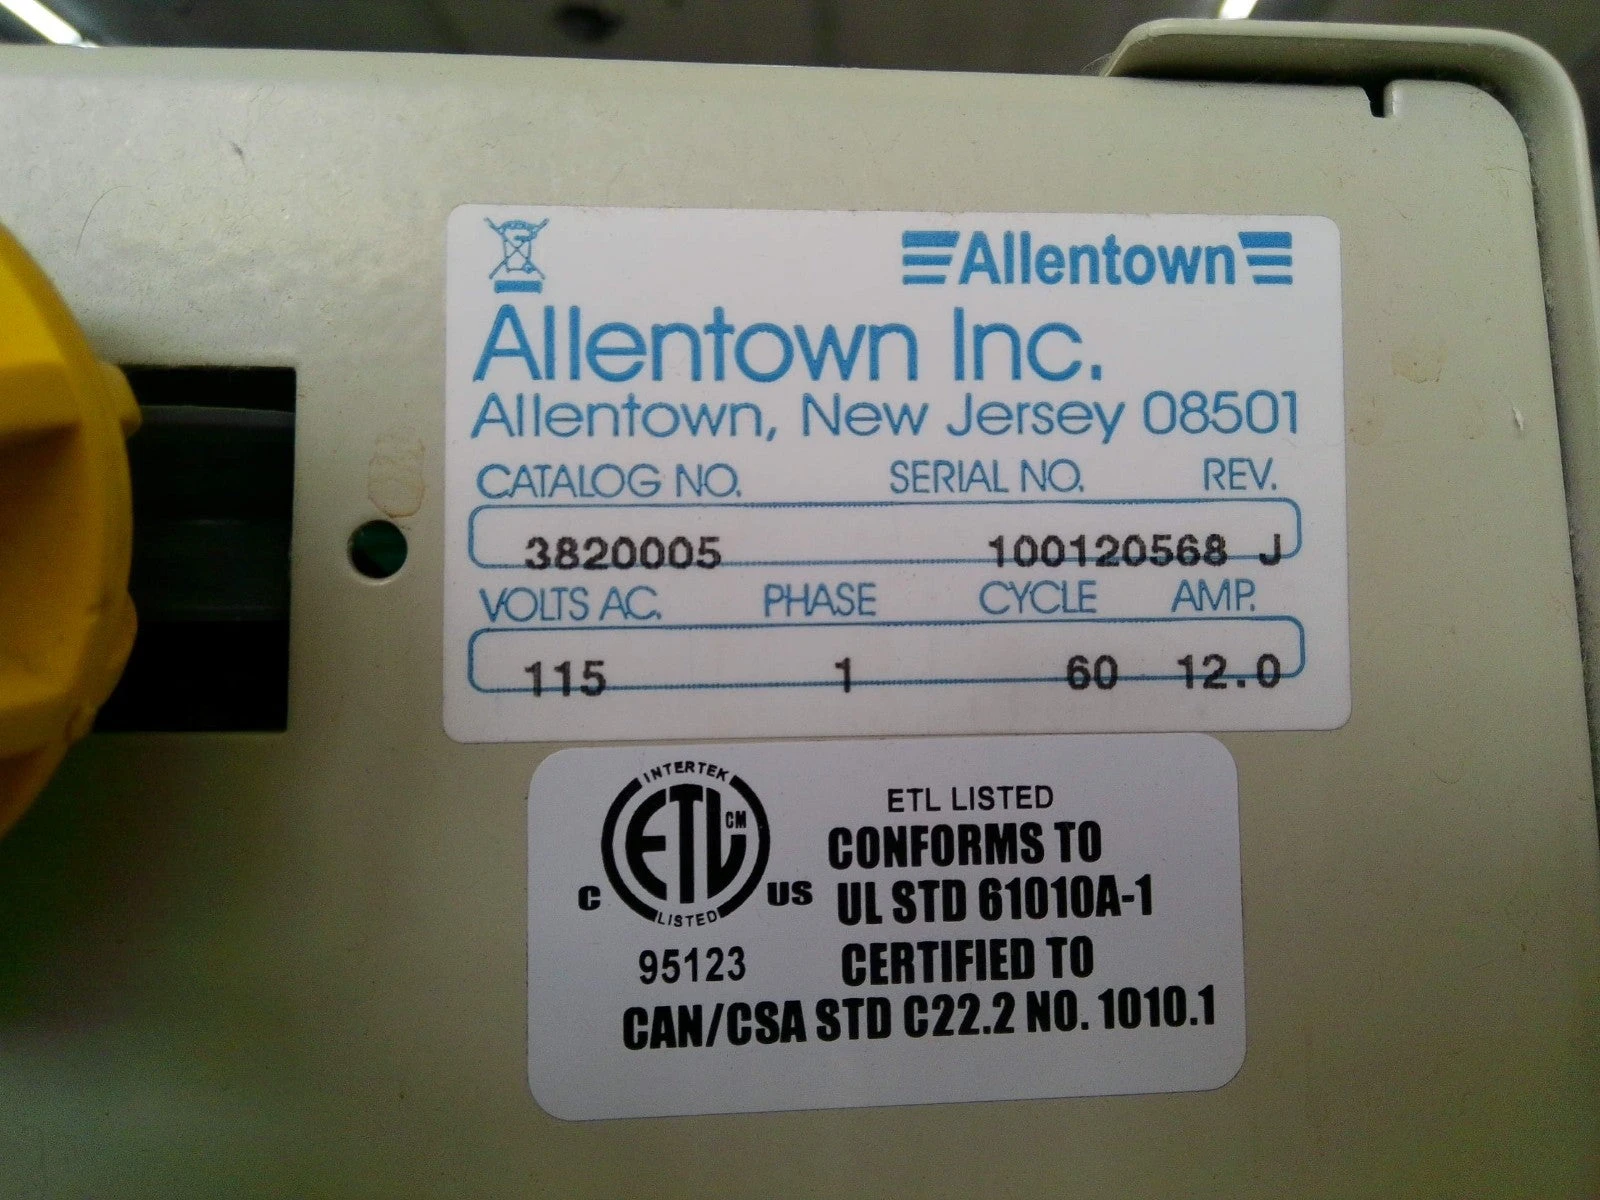 Allentown
Allentown Inc.
Allentown, New Jersey 08501
CATALOG NO. SERIAL NO. REV.
3820005 100120568 J
VOLTS AC. PHASE CYCLE AMP.
115 1 60 12.0
INTERTEK
ETL CM
LISTED
C US
95123
ETL LISTED
CONFORMS TO
UL STD 61010A-1
CERTIFIED TO
CAN/CSA STD C22.2 NO. 1010.1